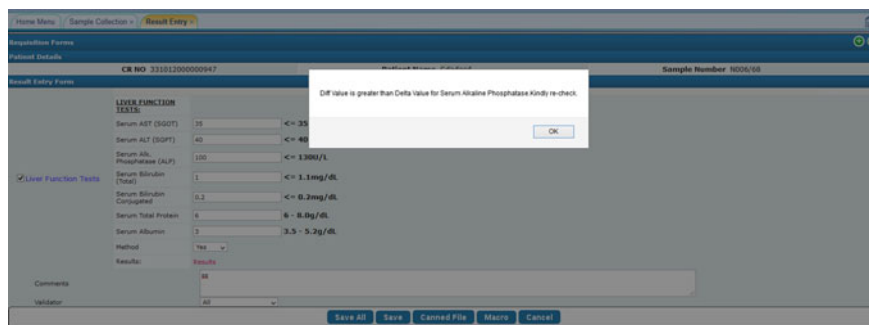 Home Menu Sample Collection × Result Entry ×
Requisition Forms
Patient Details
CR NO 331012000000947 Patient Name Sample Number N006/68
Result Entry Form
Diff Value is greater than Delta Value for Serum Alkaline Phosphatase.Kindly re-check.
OK
LIVER FUNCTION
TESTS:
Serum AST (SGOT) 35 <= 35
Serum ALT (SGPT) 40 <= 40
Serum Alk.
Phosphatase (ALP) 100 <= 130U/L
Liver Function Tests
Serum Bilirubin
(Total) 1 <= 1.1mg/dL
Serum Bilirubin
Conjugated 0.2 <= 0.2mg/dL
Serum Total Protein 6 6 - 8.0g/dL
Serum Albumin 3 3.5 - 5.2g/dL
Method Yes
Results: Results
Comments
Validator All
Save All Save Canned File Macro Cancel